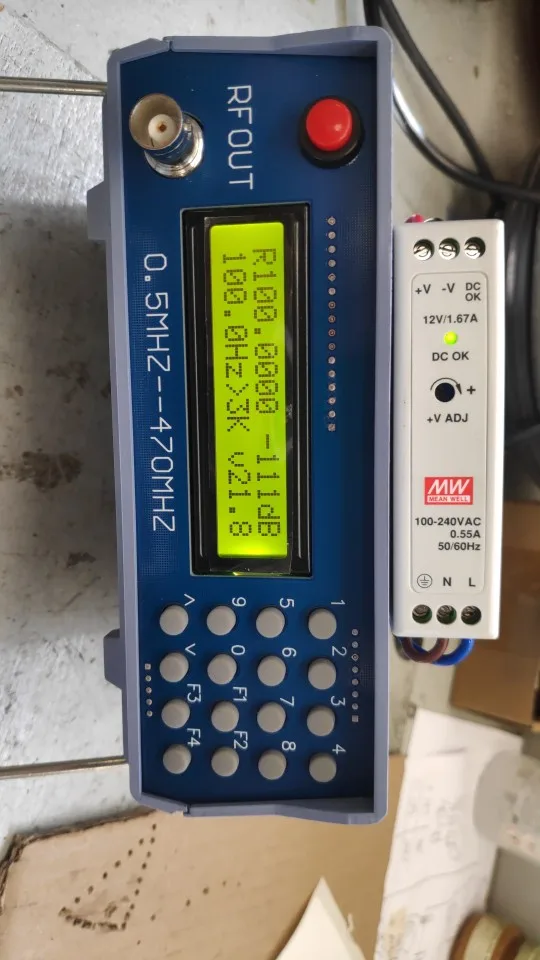 RFOUT
R100.0000 -111dB
100.0Hz>3K v21.8
0.5MHZ--470MHZ
1 2 3 4
5 6 7 8
9 0 F1 F2
^ v F3 F4
+V -V DC OK
12V/1.67A
DC OK
+
+V ADJ
MW
MEAN WELL
100-240VAC
0.55A
50/60Hz
N L